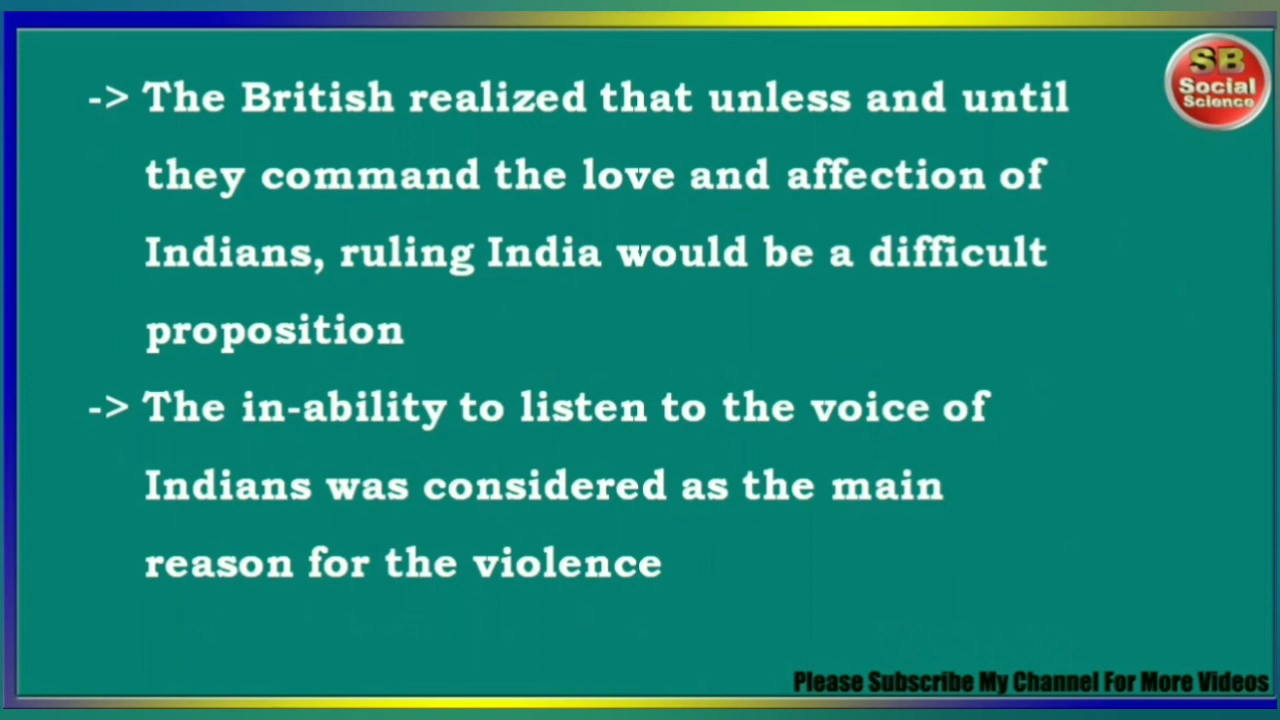 -> The British realized that unless and until
they command the love and affection of
Indians, ruling India would be a difficult
proposition
-> The in-ability to listen to the voice of
Indians was considered as the main
reason for the violence
SB
Social
Science
Please Subscribe My Channel For More Videos